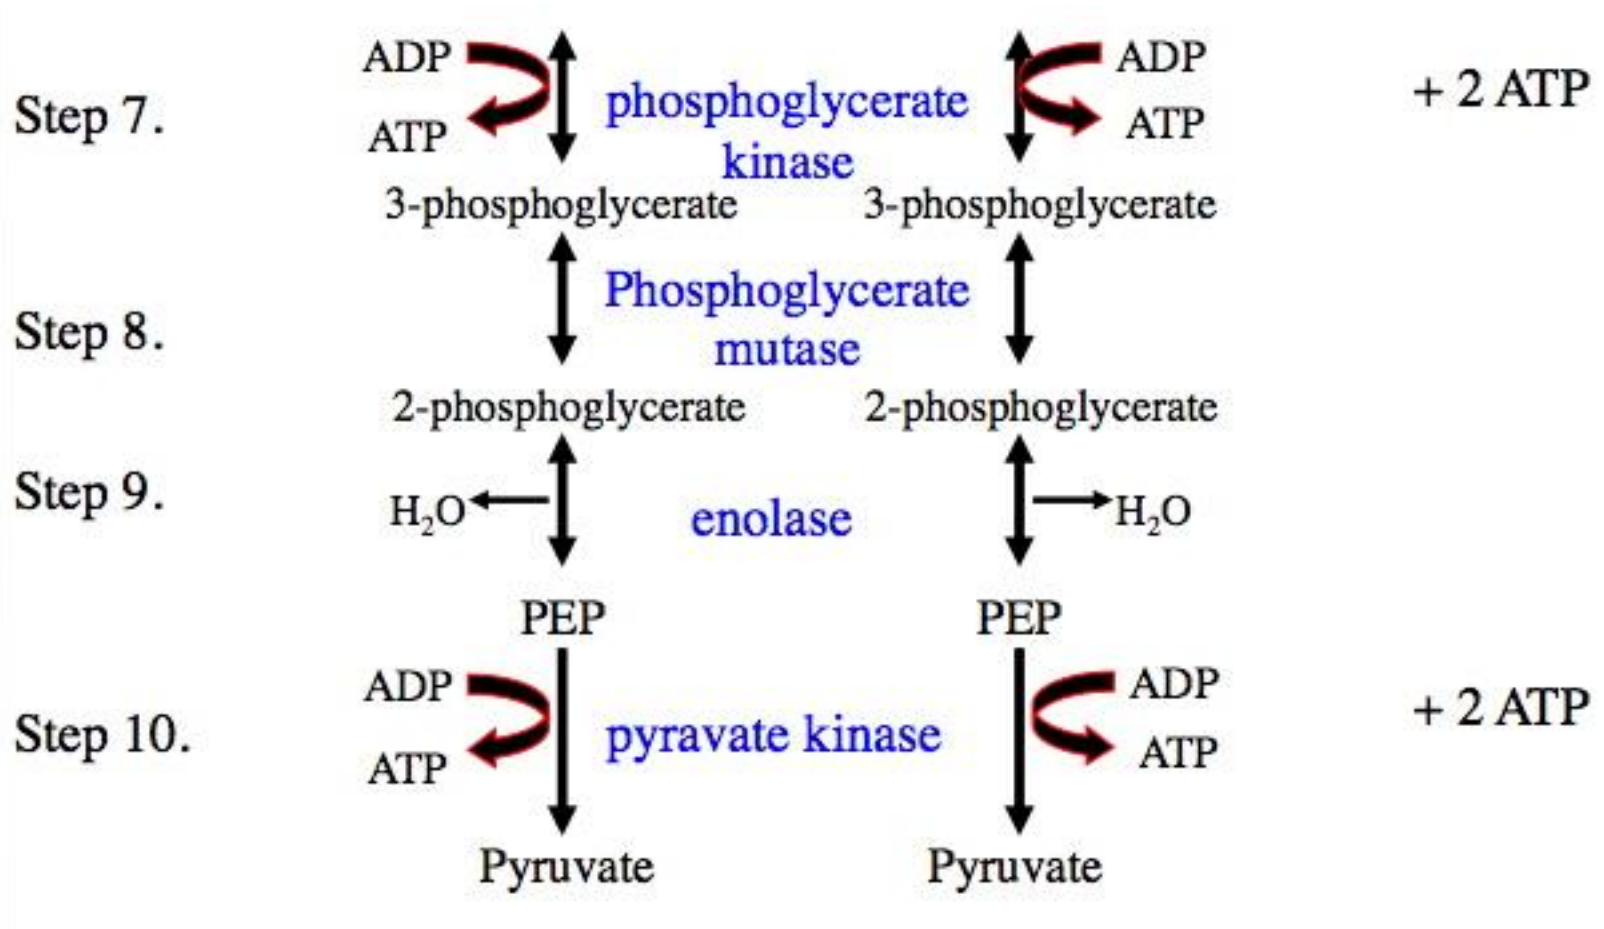 ADP ADP
+ 2 ATP
Step 7.
phosphoglycerate
ATP ATP
kinase
3-phosphoglycerate 3-phosphoglycerate
Phosphoglycerate
Step 8.
mutase
2-phosphoglycerate 2-phosphoglycerate
Step 9.
H₂O enolase H₂O
PEP PEP
ADP ADP
+ 2 ATP
Step 10. pyravate kinase
ATP ATP
Pyruvate Pyruvate